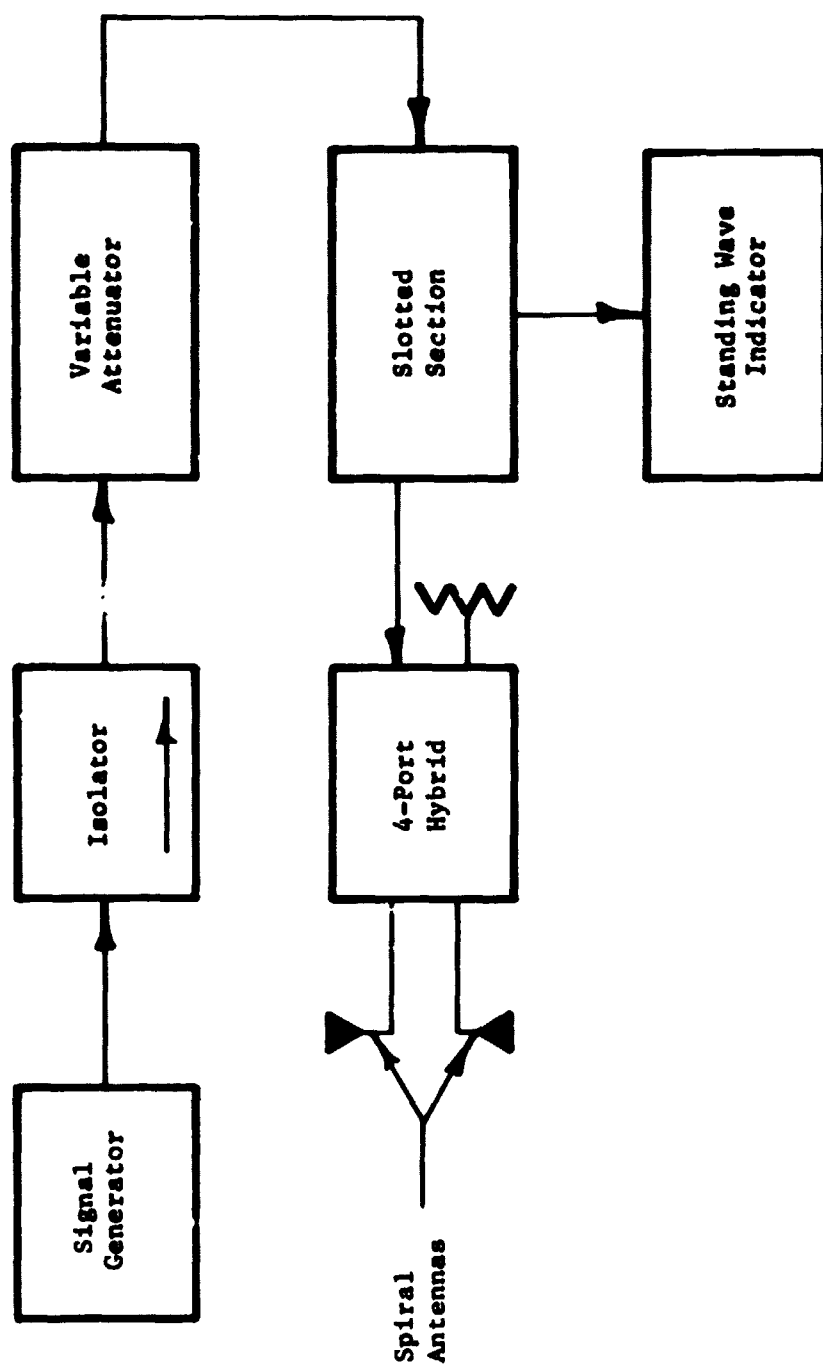 Signal
Generator
Isolator
Variable
Attenuator
Spiral
Antennas
4-Port
Hybrid
Slotted
Section
Standing Wave
Indicator